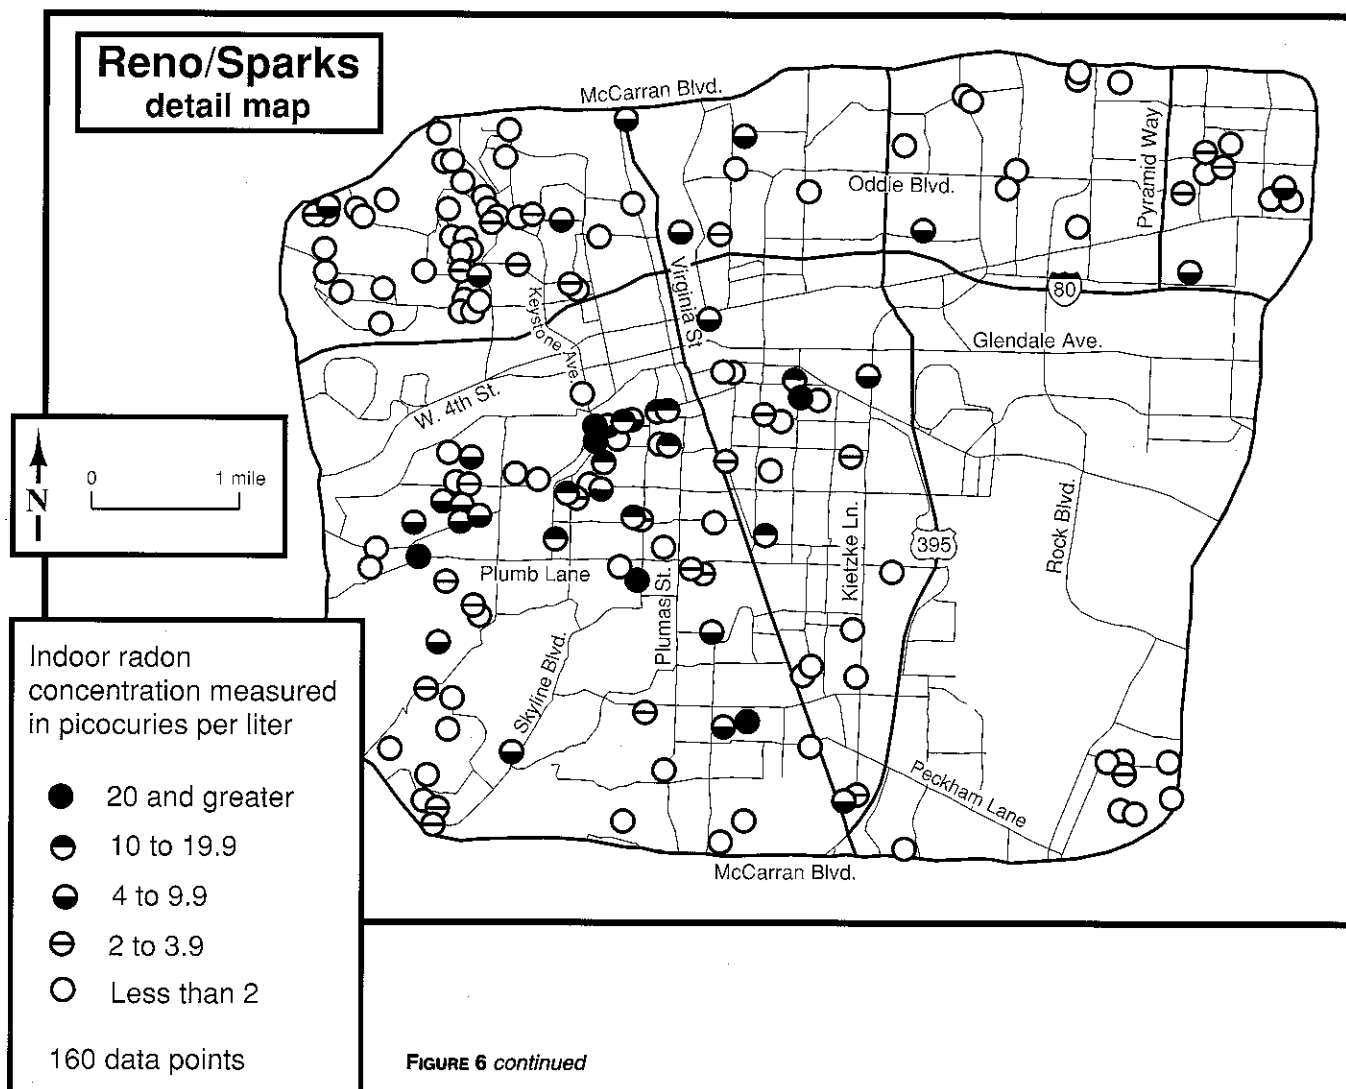 Reno/Sparks
detail map
McCarran Blvd.
Pyramid Way
Oddie Blvd.
Virginia St
80
Keystone Ave.
Glendale Ave.
W. 4th St.
0 1 mile
N
Rock Blvd.
Kietzke Ln.
395
Plumb Lane
Plumas St.
Skyline Blvd.
Peckham Lane
McCarran Blvd.
Indoor radon
concentration measured
in picocuries per liter
20 and greater
10 to 19.9
4 to 9.9
2 to 3.9
Less than 2
160 data points
FIGURE 6 continued